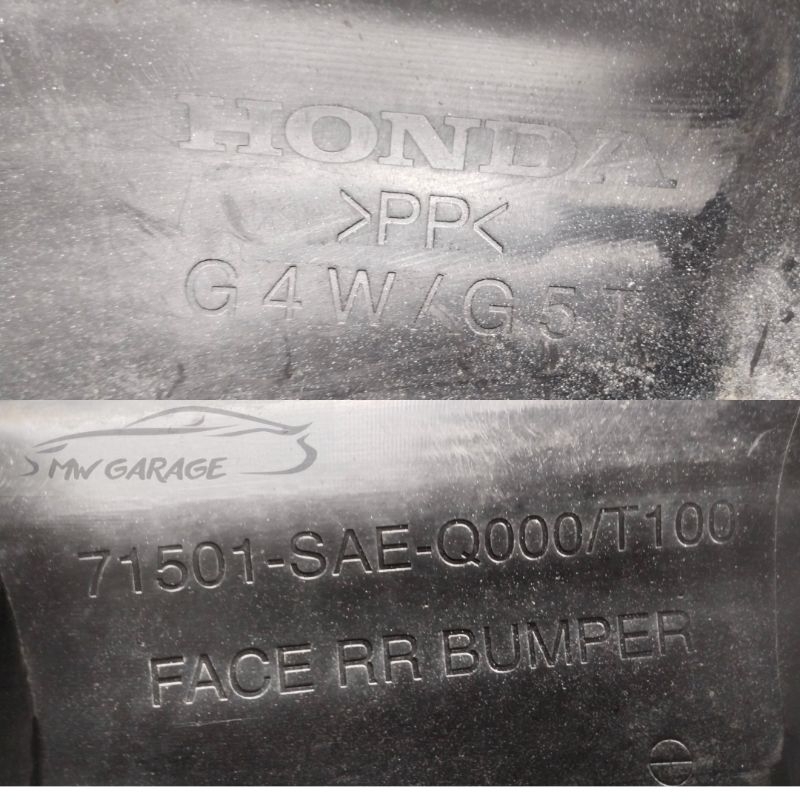 HONDA
>PP<
G4W/G5T
MW GARAGE
71501-SAE-Q000/T100
FACE RR BUMPER